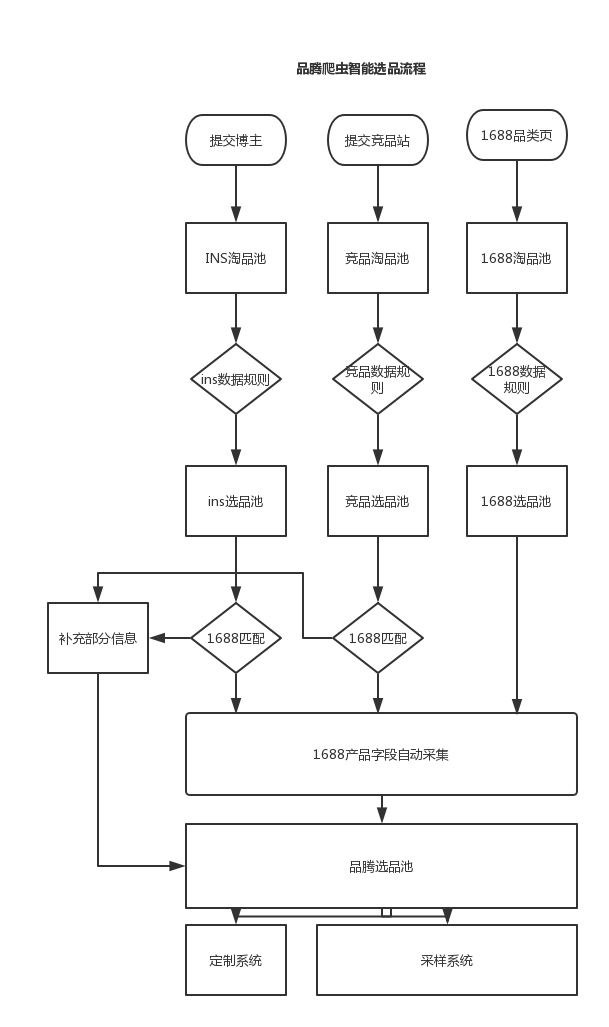 品腾爬虫智能选品流程
提交博主
提交竞品站
1688品类页
INS淘品池
竞品淘品池
1688淘品池
ins数据规则
竞品数据规
则
1688数据
规则
ins选品池
竞品选品池
1688选品池
补充部分信息
1688匹配
1688匹配
1688产品字段自动采集
品腾选品池
定制系统
采样系统